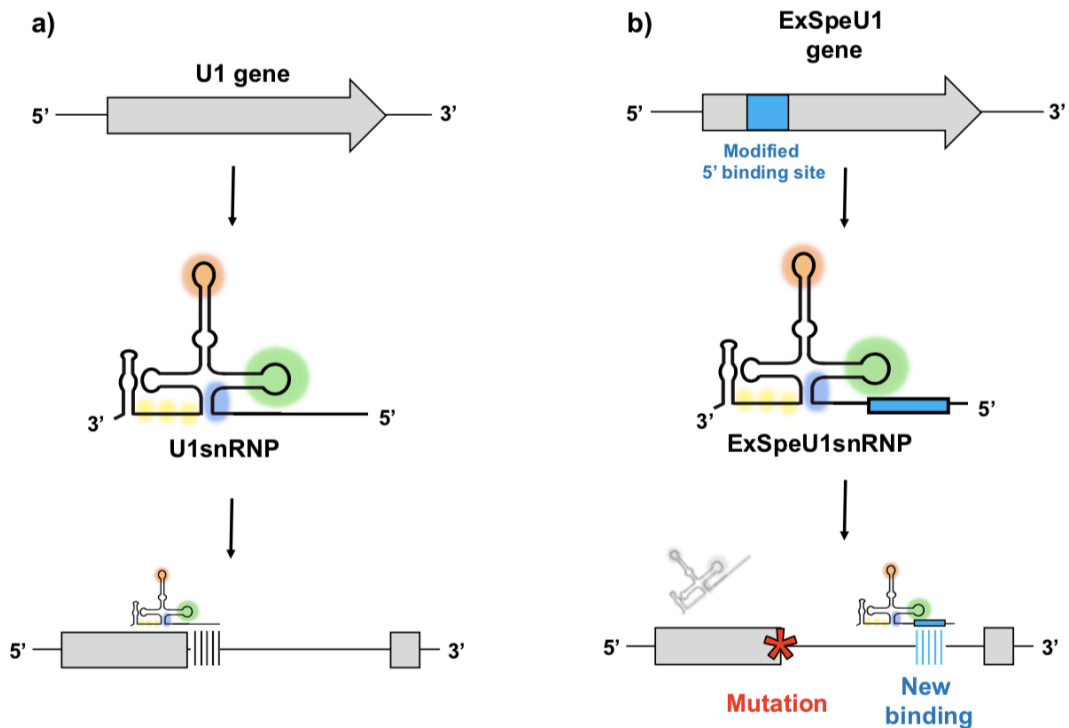 a)
U1 gene
5’
3’
3’
5’
U1snRNP
5’
3’
b)
ExSpeU1
gene
5’
3’
Modified
5’ binding site
3’
5’
ExSpeU1snRNP
5’
3’
Mutation
New
binding